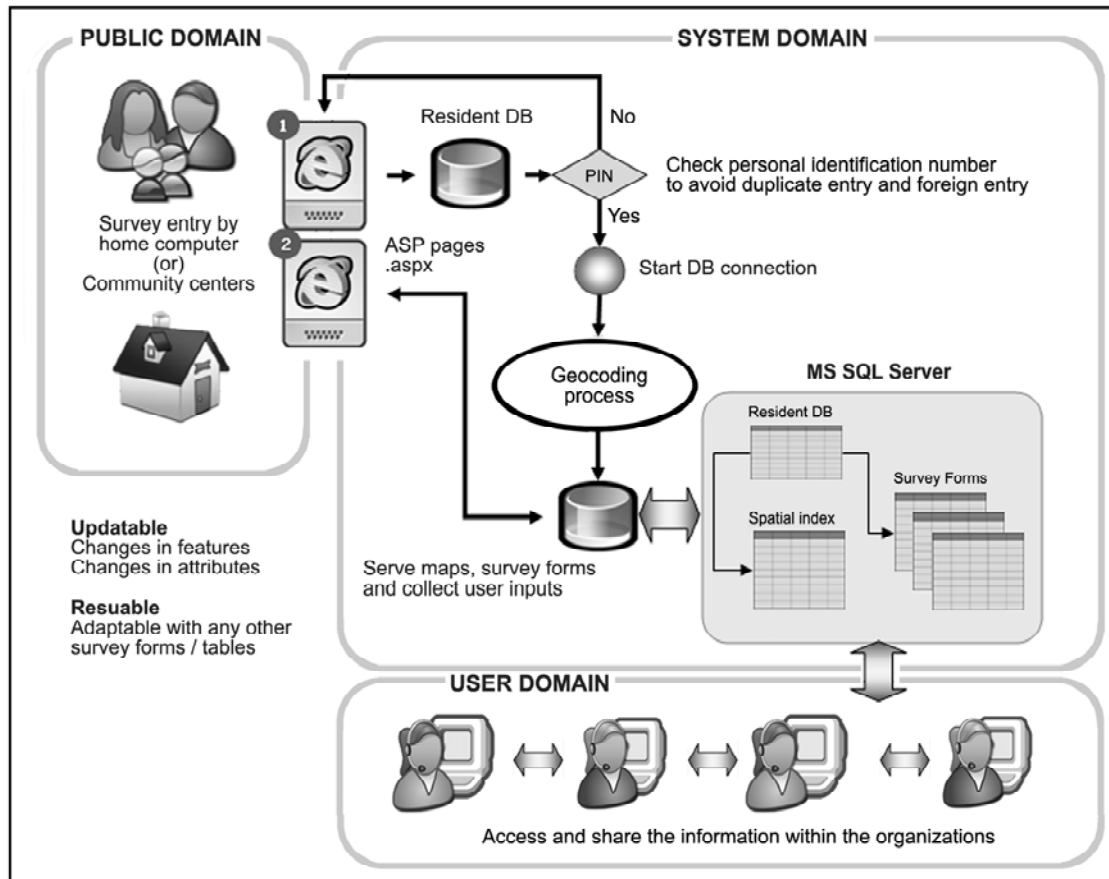 PUBLIC DOMAIN
SYSTEM DOMAIN
1
Resident DB
No
PIN
Check personal identification number
to avoid duplicate entry and foreign entry
Yes
Survey entry by
home computer
(or)
Community centers
2
ASP pages
.aspx
Start DB connection
Geocoding
process
MS SQL Server
Resident DB
Survey Forms
Spatial index
Updatable
Changes in features
Changes in attributes
Resuable
Adaptable with any other
survey forms / tables
Serve maps, survey forms
and collect user inputs
USER DOMAIN
Access and share the information within the organizations